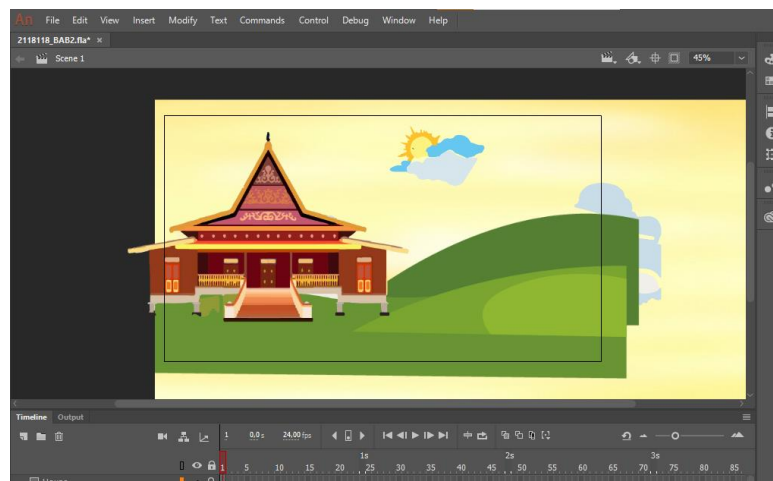 An File Edit View Insert Modify Text Commands Control Debug Window Help
2118118_BAB2.fla* ×
Scene 1 45%
Timeline Output
1 0,0 s 24,00 fps
1s 2s 3s
1 5 10 15 20 25 30 35 40 45 50 55 60 65 70 75 80 85